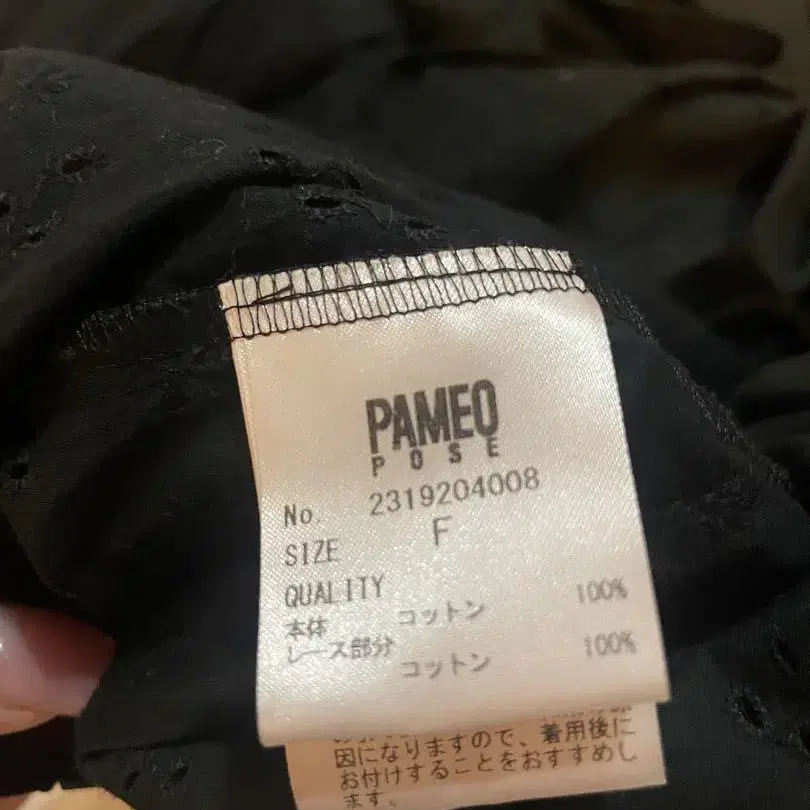 PAMEO
POSE
No. 2319204008
SIZE F
QUALITY
本体 コットン 100%
レース部分
コットン 100%
因になりますので、着用後に
お付けすることをおすすめし
ます。